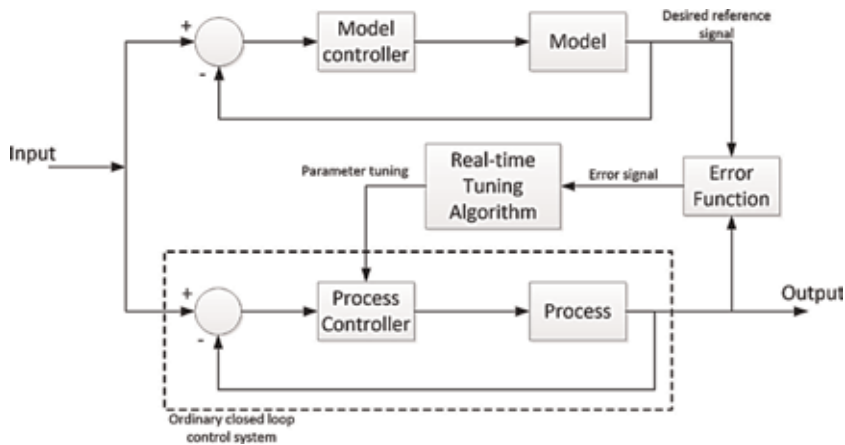 Desired reference
signal
+
Model
controller
Model
-
Input
Real-time
Tuning
Algorithm
Parameter tuning
Error signal
Error
Function
+
Process
Controller
Process
Output
-
Ordinary closed loop
control system